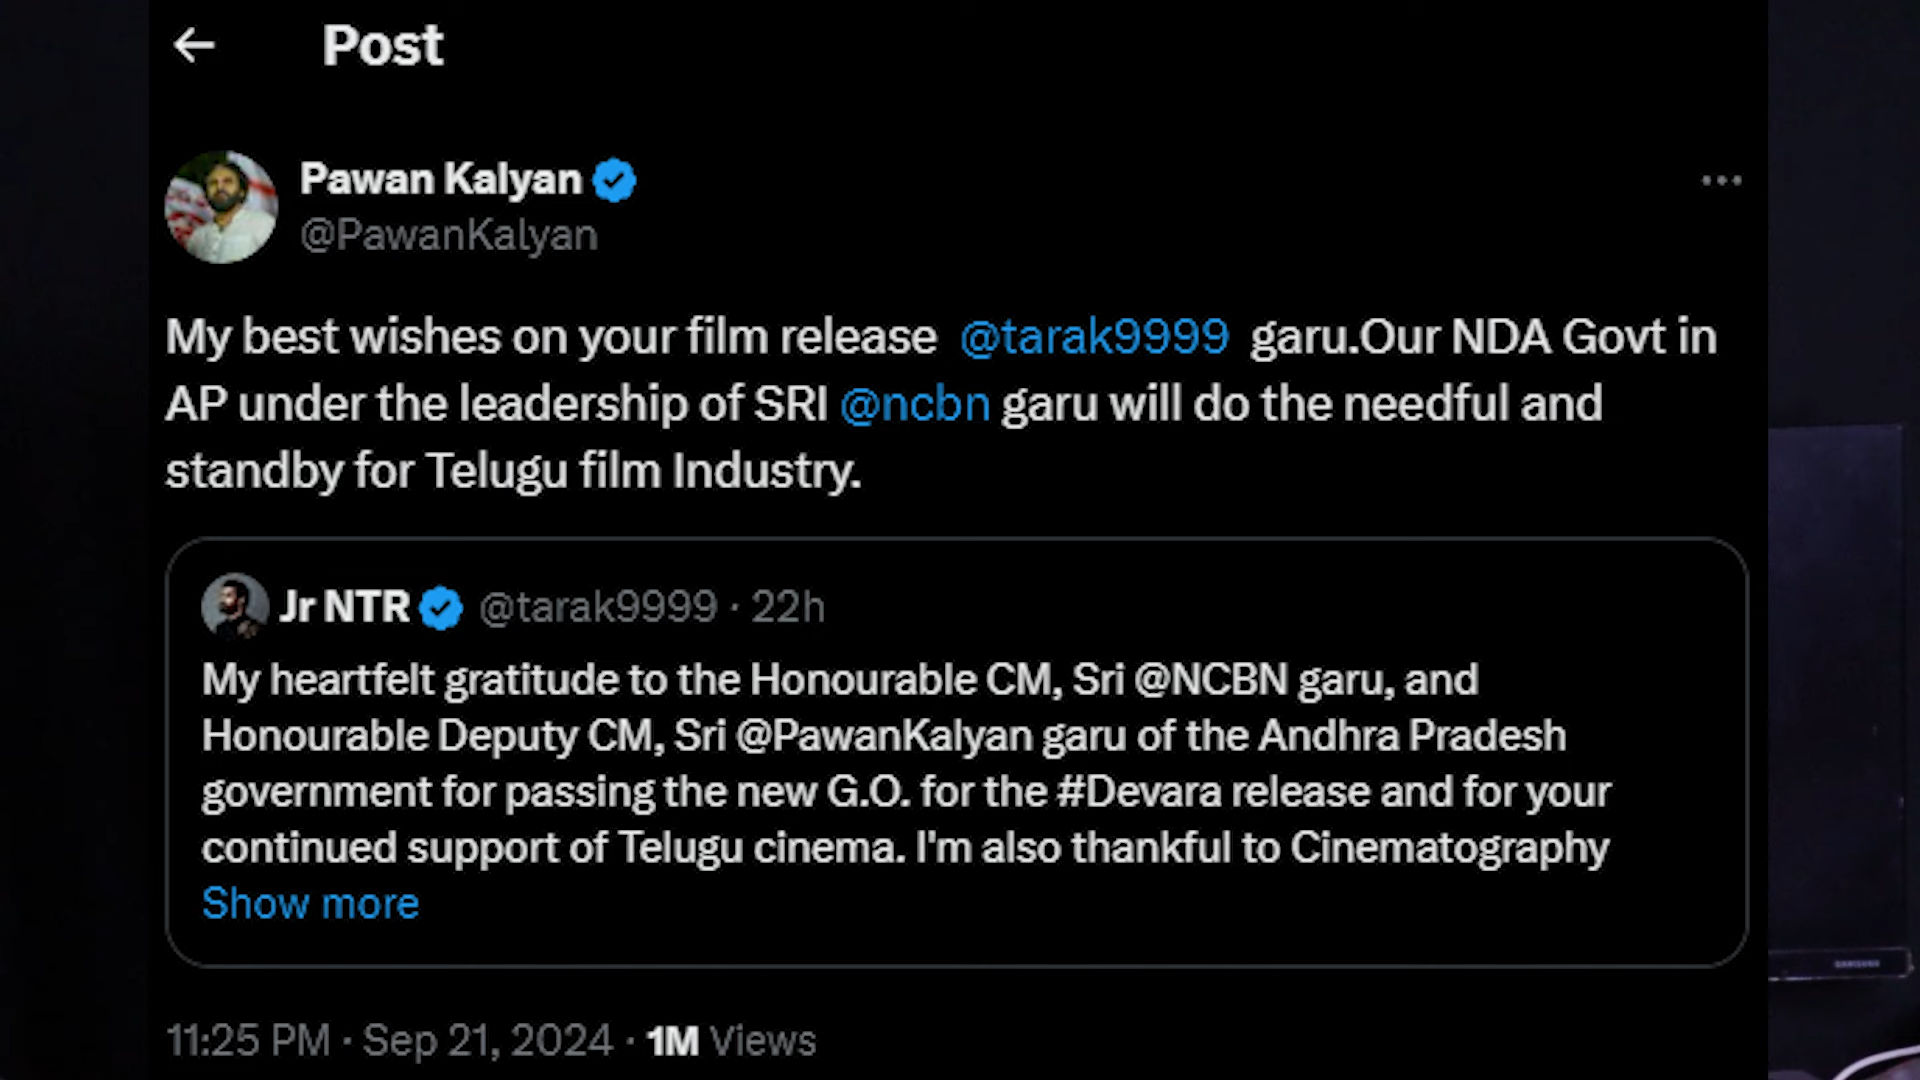 Post
Pawan Kalyan
@PawanKalyan
My best wishes on your film release @tarak9999 garu.Our NDA Govt in
AP under the leadership of SRI @ncbn garu will do the needful and
standby for Telugu film Industry.
Jr NTR @tarak9999 · 22h
My heartfelt gratitude to the Honourable CM, Sri @NCBN garu, and
Honourable Deputy CM, Sri @PawanKalyan garu of the Andhra Pradesh
government for passing the new G.O. for the #Devara release and for your
continued support of Telugu cinema. I'm also thankful to Cinematography
Show more
11:25 PM · Sep 21, 2024 · 1M Views
SAMSUNG